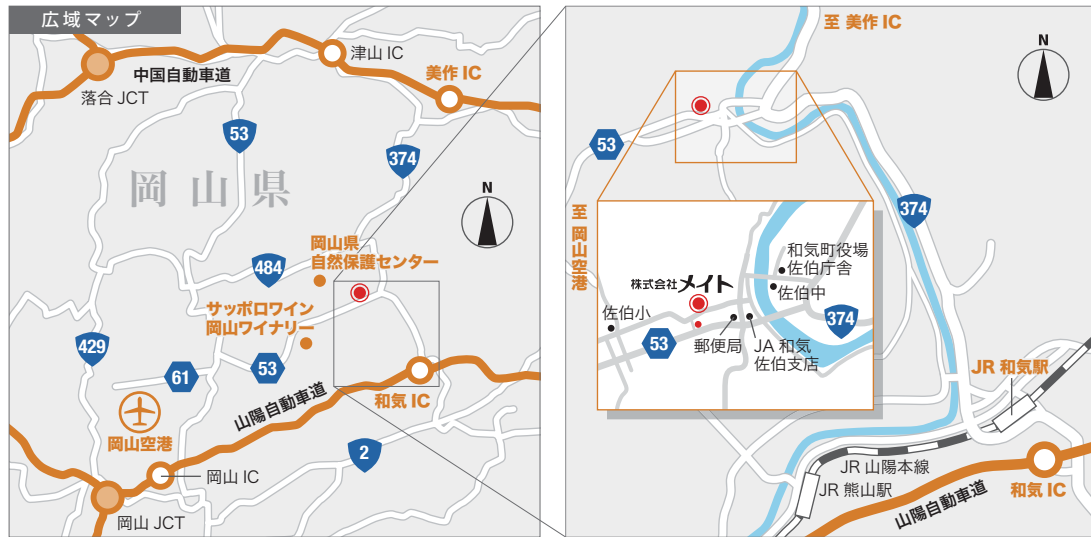 広域マップ
津山 IC
美作 IC
中国自動車道
落合 JCT
53
374
岡山県
N
岡山県
自然保護センター
484
サッポロワイン
岡山ワイナリー
429
53
61
和気 IC
山陽自動車道
岡山空港
2
岡山 IC
岡山 JCT
至 美作 IC
N
53
374
至 岡山空港
和気町役場
佐伯庁舎
株式会社メイト
佐伯中
佐伯小
374
53
郵便局
JA 和気
佐伯支店
JR 和気駅
JR 山陽本線
JR 熊山駅
和気 IC
山陽自動車道